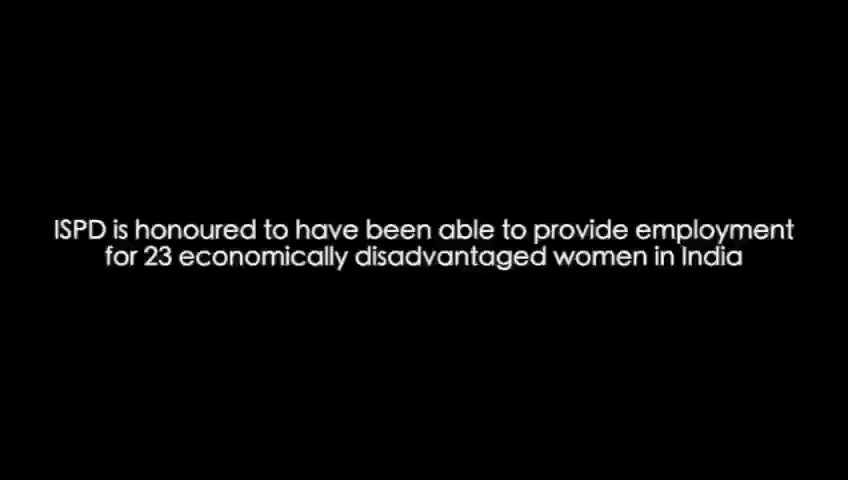 ISPD is honoured to have been able to provide employment
for 23 economically disadvantaged women in India